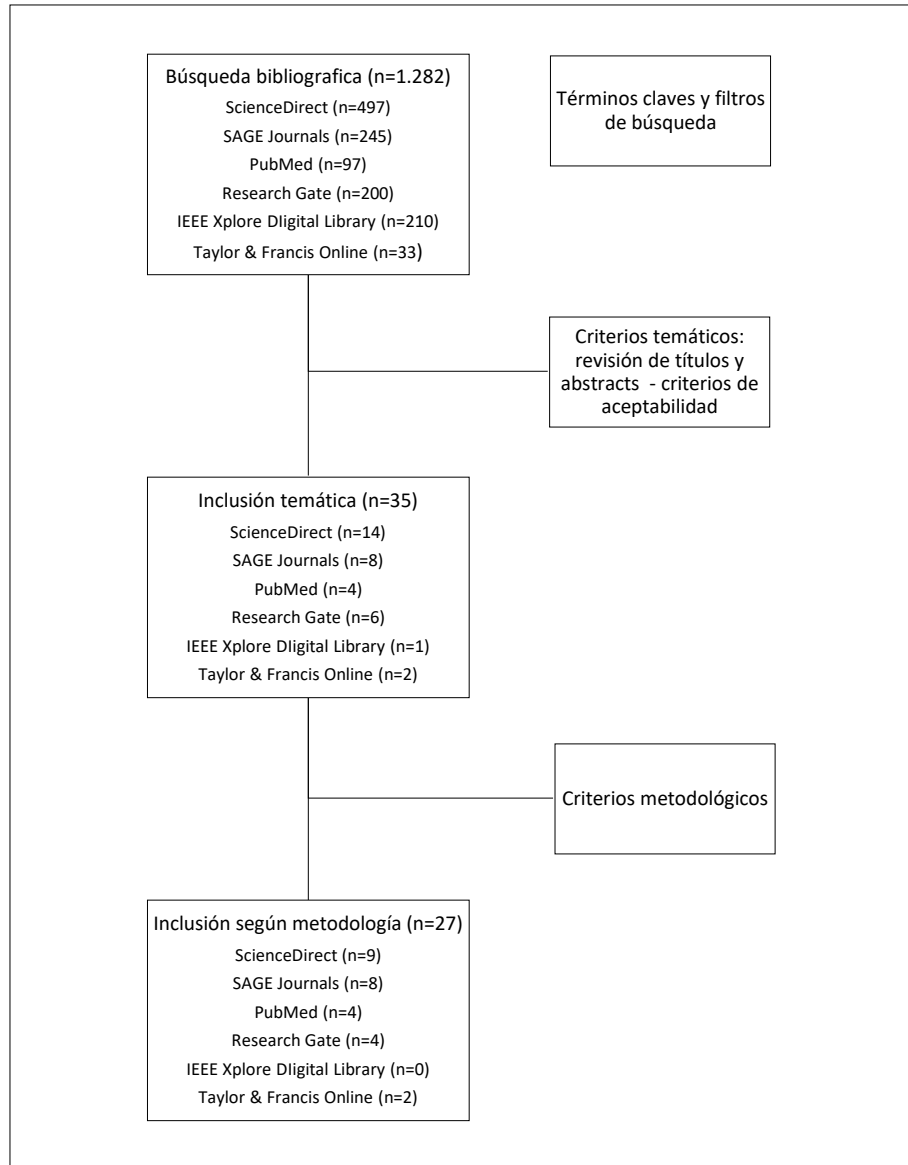 Búsqueda bibliografica (n=1.282)
ScienceDirect (n=497)
SAGE Journals (n=245)
PubMed (n=97)
Research Gate (n=200)
IEEE Xplore DIigital Library (n=210)
Taylor & Francis Online (n=33)
Términos claves y filtros
de búsqueda
Criterios temáticos:
revisión de títulos y
abstracts - criterios de
aceptabilidad
Inclusión temática (n=35)
ScienceDirect (n=14)
SAGE Journals (n=8)
PubMed (n=4)
Research Gate (n=6)
IEEE Xplore DIigital Library (n=1)
Taylor & Francis Online (n=2)
Criterios metodológicos
Inclusión según metodología (n=27)
ScienceDirect (n=9)
SAGE Journals (n=8)
PubMed (n=4)
Research Gate (n=4)
IEEE Xplore DIigital Library (n=0)
Taylor & Francis Online (n=2)